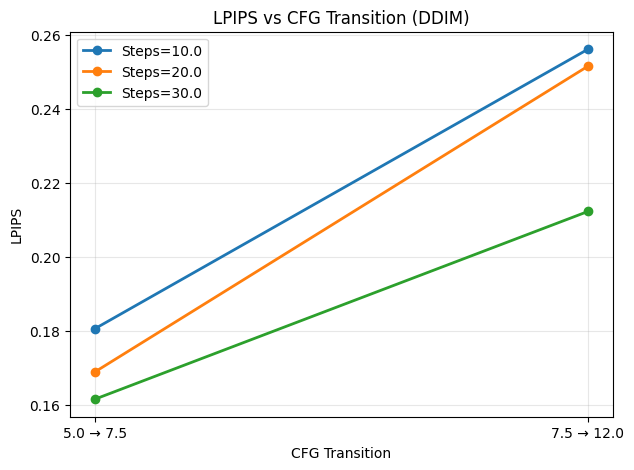 LPIPS vs CFG Transition (DDIM)
Steps=10.0
Steps=20.0
Steps=30.0
LPIPS
0.26
0.24
0.22
0.20
0.18
0.16
5.0 → 7.5
7.5 → 12.0
CFG Transition